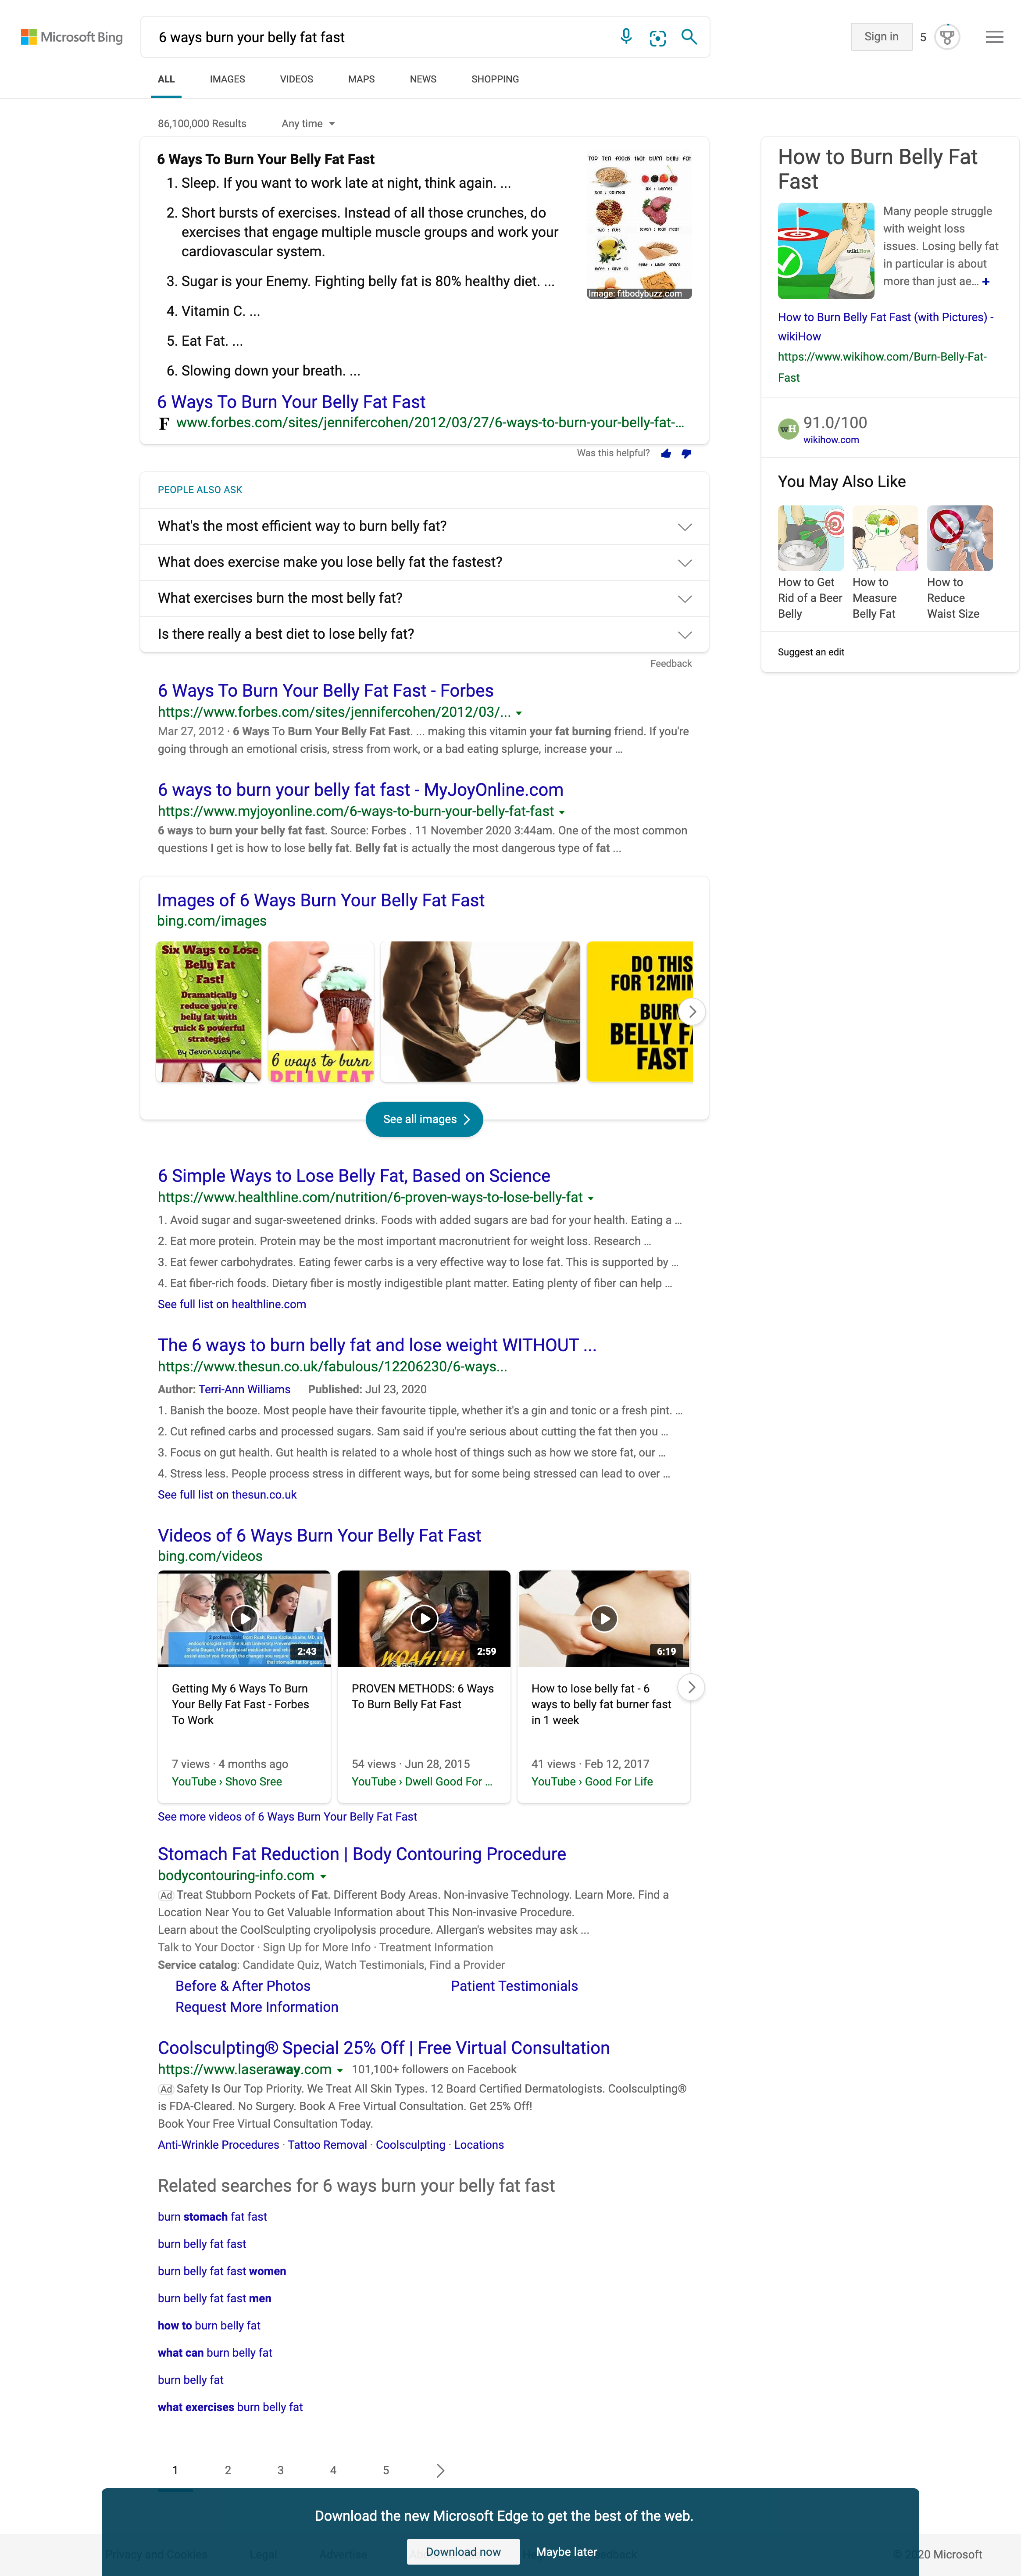 Microsoft Bing
6 ways burn your belly fat fast
Sign in
5
ALL
IMAGES
VIDEOS
MAPS
NEWS
SHOPPING
86,100,000 Results
Any time
6 Ways To Burn Your Belly Fat Fast
1. Sleep. If you want to work late at night, think again. ...
2. Short bursts of exercises. Instead of all those crunches, do
exercises that engage multiple muscle groups and work your
cardiovascular system.
3. Sugar is your Enemy. Fighting belly fat is 80% healthy diet. ...
4. Vitamin C. ...
5. Eat Fat. ...
6. Slowing down your breath. ...
TOP TEN FOODS THAT BURN BELLY FAT
Image: fitbodybuzz.com
6 Ways To Burn Your Belly Fat Fast
F www.forbes.com/sites/jennifercohen/2012/03/27/6-ways-to-burn-your-belly-fat-...
Was this helpful?
PEOPLE ALSO ASK
What's the most efficient way to burn belly fat?
What does exercise make you lose belly fat the fastest?
What exercises burn the most belly fat?
Is there really a best diet to lose belly fat?
Feedback
6 Ways To Burn Your Belly Fat Fast - Forbes
https://www.forbes.com/sites/jennifercohen/2012/03/...
Mar 27, 2012 · 6 Ways To Burn Your Belly Fat Fast. ... making this vitamin your fat burning friend. If you're
going through an emotional crisis, stress from work, or a bad eating splurge, increase your ...
6 ways to burn your belly fat fast - MyJoyOnline.com
https://www.myjoyonline.com/6-ways-to-burn-your-belly-fat-fast
6 ways to burn your belly fat fast. Source: Forbes . 11 November 2020 3:44am. One of the most common
questions I get is how to lose belly fat. Belly fat is actually the most dangerous type of fat ...
Images of 6 Ways Burn Your Belly Fat Fast
bing.com/images
Six Ways to Lose
Belly Fat
Fast!
Dramatically
reduce you're
belly fat with
quick & powerful
strategies
By Jevon Wayne
6 ways to burn
BELLY FAT
DO THIS
FOR 12MIN
BURN
BELLY FA
FAST
See all images
6 Simple Ways to Lose Belly Fat, Based on Science
https://www.healthline.com/nutrition/6-proven-ways-to-lose-belly-fat
1. Avoid sugar and sugar-sweetened drinks. Foods with added sugars are bad for your health. Eating a ...
2. Eat more protein. Protein may be the most important macronutrient for weight loss. Research ...
3. Eat fewer carbohydrates. Eating fewer carbs is a very effective way to lose fat. This is supported by ...
4. Eat fiber-rich foods. Dietary fiber is mostly indigestible plant matter. Eating plenty of fiber can help ...
See full list on healthline.com
The 6 ways to burn belly fat and lose weight WITHOUT ...
https://www.thesun.co.uk/fabulous/12206230/6-ways...
Author: Terri-Ann Williams Published: Jul 23, 2020
1. Banish the booze. Most people have their favourite tipple, whether it's a gin and tonic or a fresh pint. ...
2. Cut refined carbs and processed sugars. Sam said if you're serious about cutting the fat then you ...
3. Focus on gut health. Gut health is related to a whole host of things such as how we store fat, our ...
4. Stress less. People process stress in different ways, but for some being stressed can lead to over ...
See full list on thesun.co.uk
Videos of 6 Ways Burn Your Belly Fat Fast
bing.com/videos
2:43
Getting My 6 Ways To Burn
Your Belly Fat Fast - Forbes
To Work
7 views · 4 months ago
YouTube › Shovo Sree
WOAH!!!!
2:59
PROVEN METHODS: 6 Ways
To Burn Belly Fat Fast
54 views · Jun 28, 2015
YouTube › Dwell Good For ...
6:19
How to lose belly fat - 6
ways to belly fat burner fast
in 1 week
41 views · Feb 12, 2017
YouTube › Good For Life
See more videos of 6 Ways Burn Your Belly Fat Fast
Stomach Fat Reduction | Body Contouring Procedure
bodycontouring-info.com
Ad Treat Stubborn Pockets of Fat. Different Body Areas. Non-invasive Technology. Learn More. Find a
Location Near You to Get Valuable Information about This Non-invasive Procedure.
Learn about the CoolSculpting cryolipolysis procedure. Allergan's websites may ask ...
Talk to Your Doctor · Sign Up for More Info · Treatment Information
Service catalog: Candidate Quiz, Watch Testimonials, Find a Provider
Before & After Photos
Patient Testimonials
Request More Information
Coolsculpting® Special 25% Off | Free Virtual Consultation
https://www.laseraway.com 101,100+ followers on Facebook
Ad Safety Is Our Top Priority. We Treat All Skin Types. 12 Board Certified Dermatologists. Coolsculpting®
is FDA-Cleared. No Surgery. Book A Free Virtual Consultation. Get 25% Off!
Book Your Free Virtual Consultation Today.
Anti-Wrinkle Procedures · Tattoo Removal · Coolsculpting · Locations
Related searches for 6 ways burn your belly fat fast
burn stomach fat fast
burn belly fat fast
burn belly fat fast women
burn belly fat fast men
how to burn belly fat
what can burn belly fat
burn belly fat
what exercises burn belly fat
1 2 3 4 5
How to Burn Belly Fat
Fast
wikiHow
Many people struggle
with weight loss
issues. Losing belly fat
in particular is about
more than just ae... +
How to Burn Belly Fat Fast (with Pictures) -
wikiHow
https://www.wikihow.com/Burn-Belly-Fat-
Fast
wH
91.0/100
wikihow.com
You May Also Like
How to Get
Rid of a Beer
Belly
How to
Measure
Belly Fat
How to
Reduce
Waist Size
Suggest an edit
Download the new Microsoft Edge to get the best of the web.
Download now
Maybe later
Privacy and Cookies
Legal
Advertise
© 2020 Microsoft